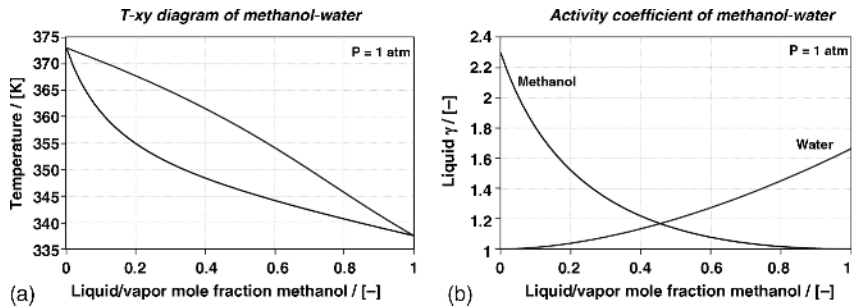 T-xy diagram of methanol-water
375
370
365
360
355
350
345
340
335
Temperature / [K]
P = 1 atm
0
0.2
0.4
0.6
0.8
1
Liquid/vapor mole fraction methanol / [–]
(a)
Activity coefficient of methanol-water
2.4
2.2
2
1.8
1.6
1.4
1.2
1
Liquid γ / [–]
P = 1 atm
Methanol
Water
0
0.2
0.4
0.6
0.8
1
Liquid/vapor mole fraction methanol / [–]
(b)